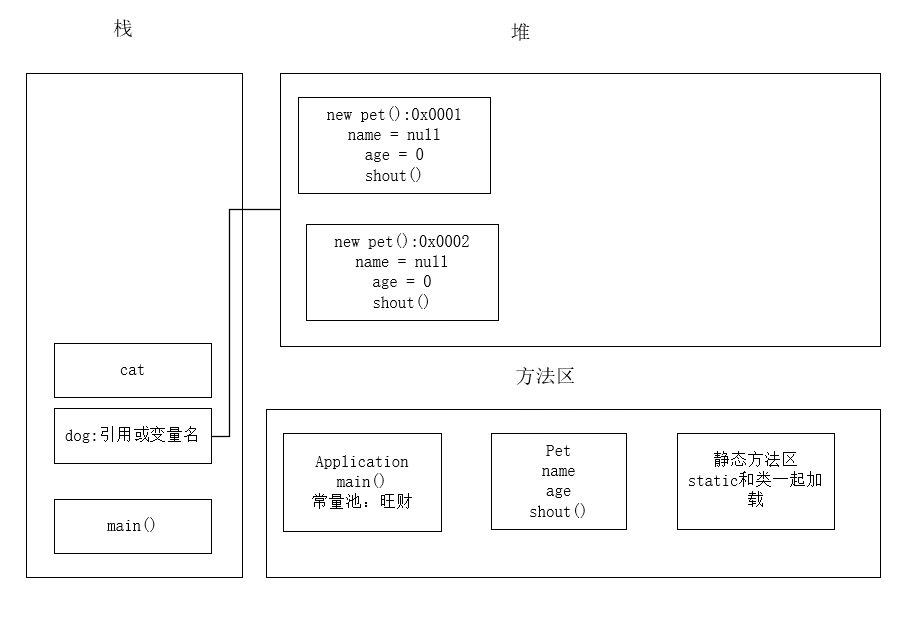 栈
堆
new pet():0x0001
name = null
age = 0
shout()
new pet():0x0002
name = null
age = 0
shout()
cat
dog:引用或变量名
main()
方法区
Application
main()
常量池: 旺财
Pet
name
age
shout()
静态方法区
static和类一起加
载